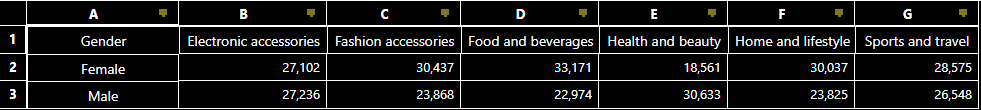 A B C D E F G
1 Gender Electronic accessories Fashion accessories Food and beverages Health and beauty Home and lifestyle Sports and travel
2 Female 27,102 30,437 33,171 18,561 30,037 28,575
3 Male 27,236 23,868 22,974 30,633 23,825 26,548